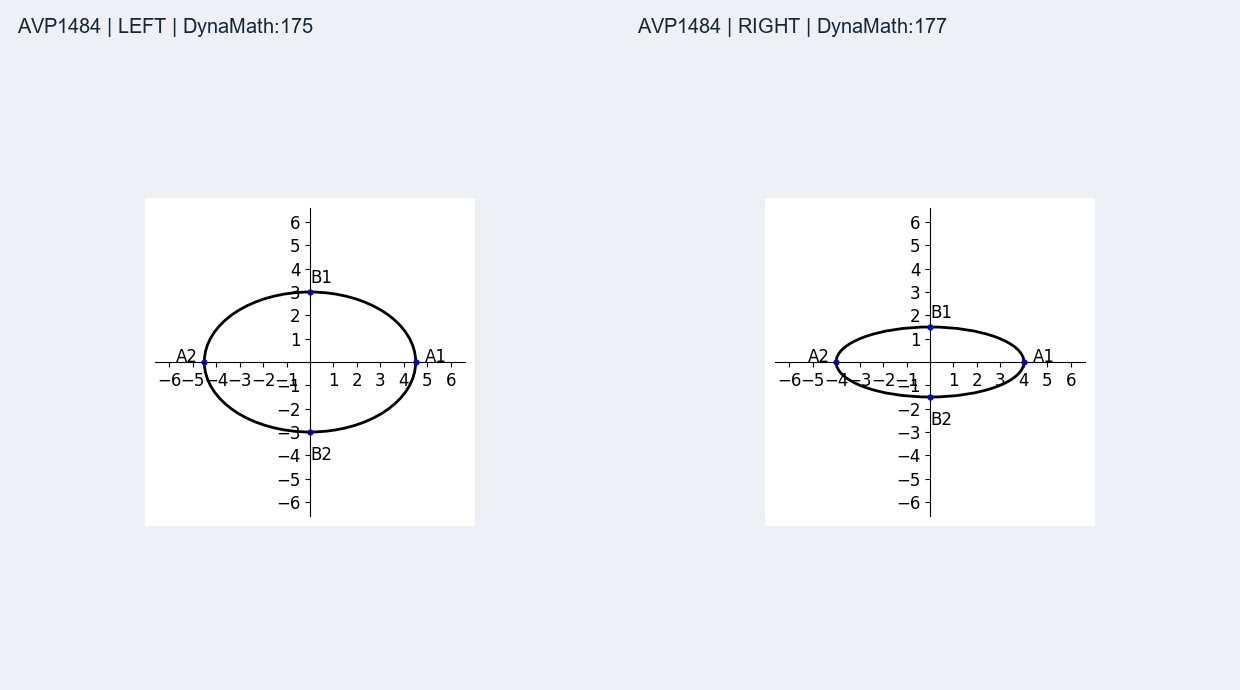 AVP1484 | LEFT | DynaMath:175
6
5
4
B1
3
2
1
A2
A1
−6 −5 −4 −3 −2 −1 1 2 3 4 5 6
−1
−2
−3
B2
−4
−5
−6
AVP1484 | RIGHT | DynaMath:177
6
5
4
3
B1
2
1
A2
A1
−6 −5 −4 −3 −2 −1 1 2 3 4 5 6
−1
−2
B2
−3
−4
−5
−6